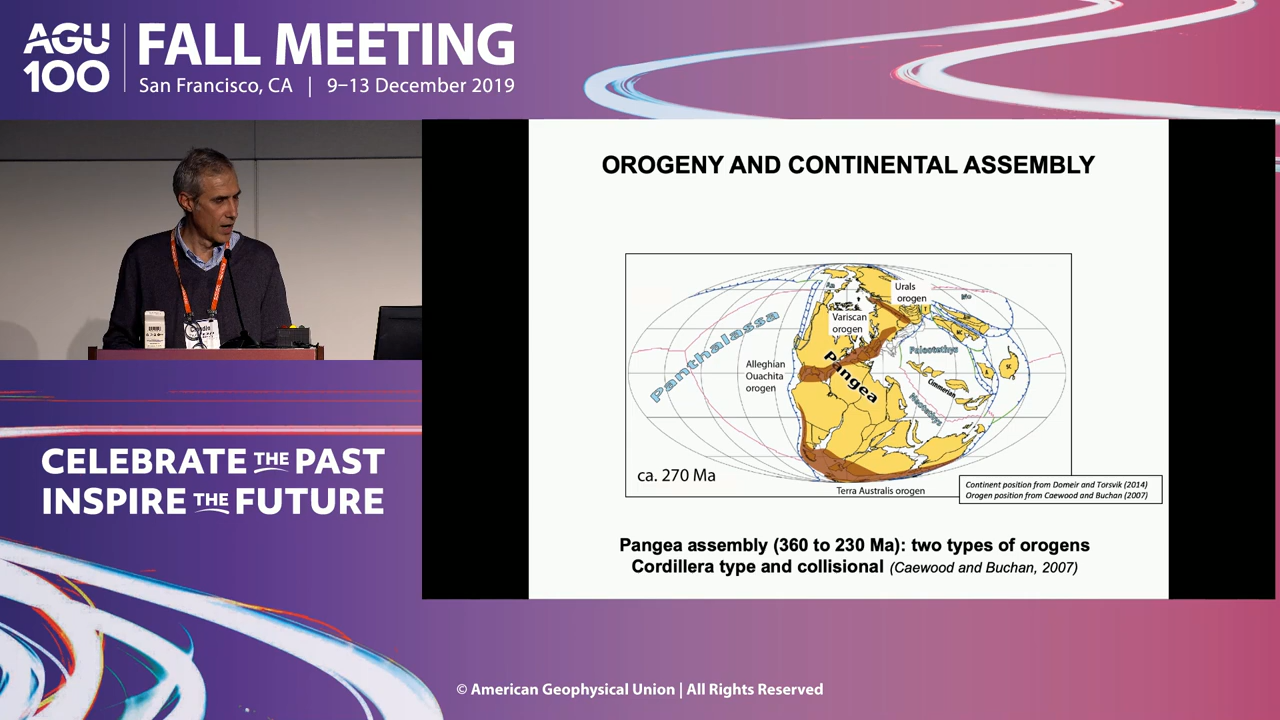 AGU
100
FALL MEETING
San Francisco, CA | 9–13 December 2019
OROGENY AND CONTINENTAL ASSEMBLY
Urals
orogen
Variscan
orogen
Panthalassa
Paleotethys
Alleghian
Ouachita
orogen
Pangea
Cimmerian
Neotethys
ca. 270 Ma
Terra Australis orogen
Continent position from Domeir and Torsvik (2014)
Orogen position from Caewood and Buchan (2007)
Pangea assembly (360 to 230 Ma): two types of orogens
Cordillera type and collisional (Caewood and Buchan, 2007)
CELEBRATE THE PAST
INSPIRE THE FUTURE
© American Geophysical Union | All Rights Reserved